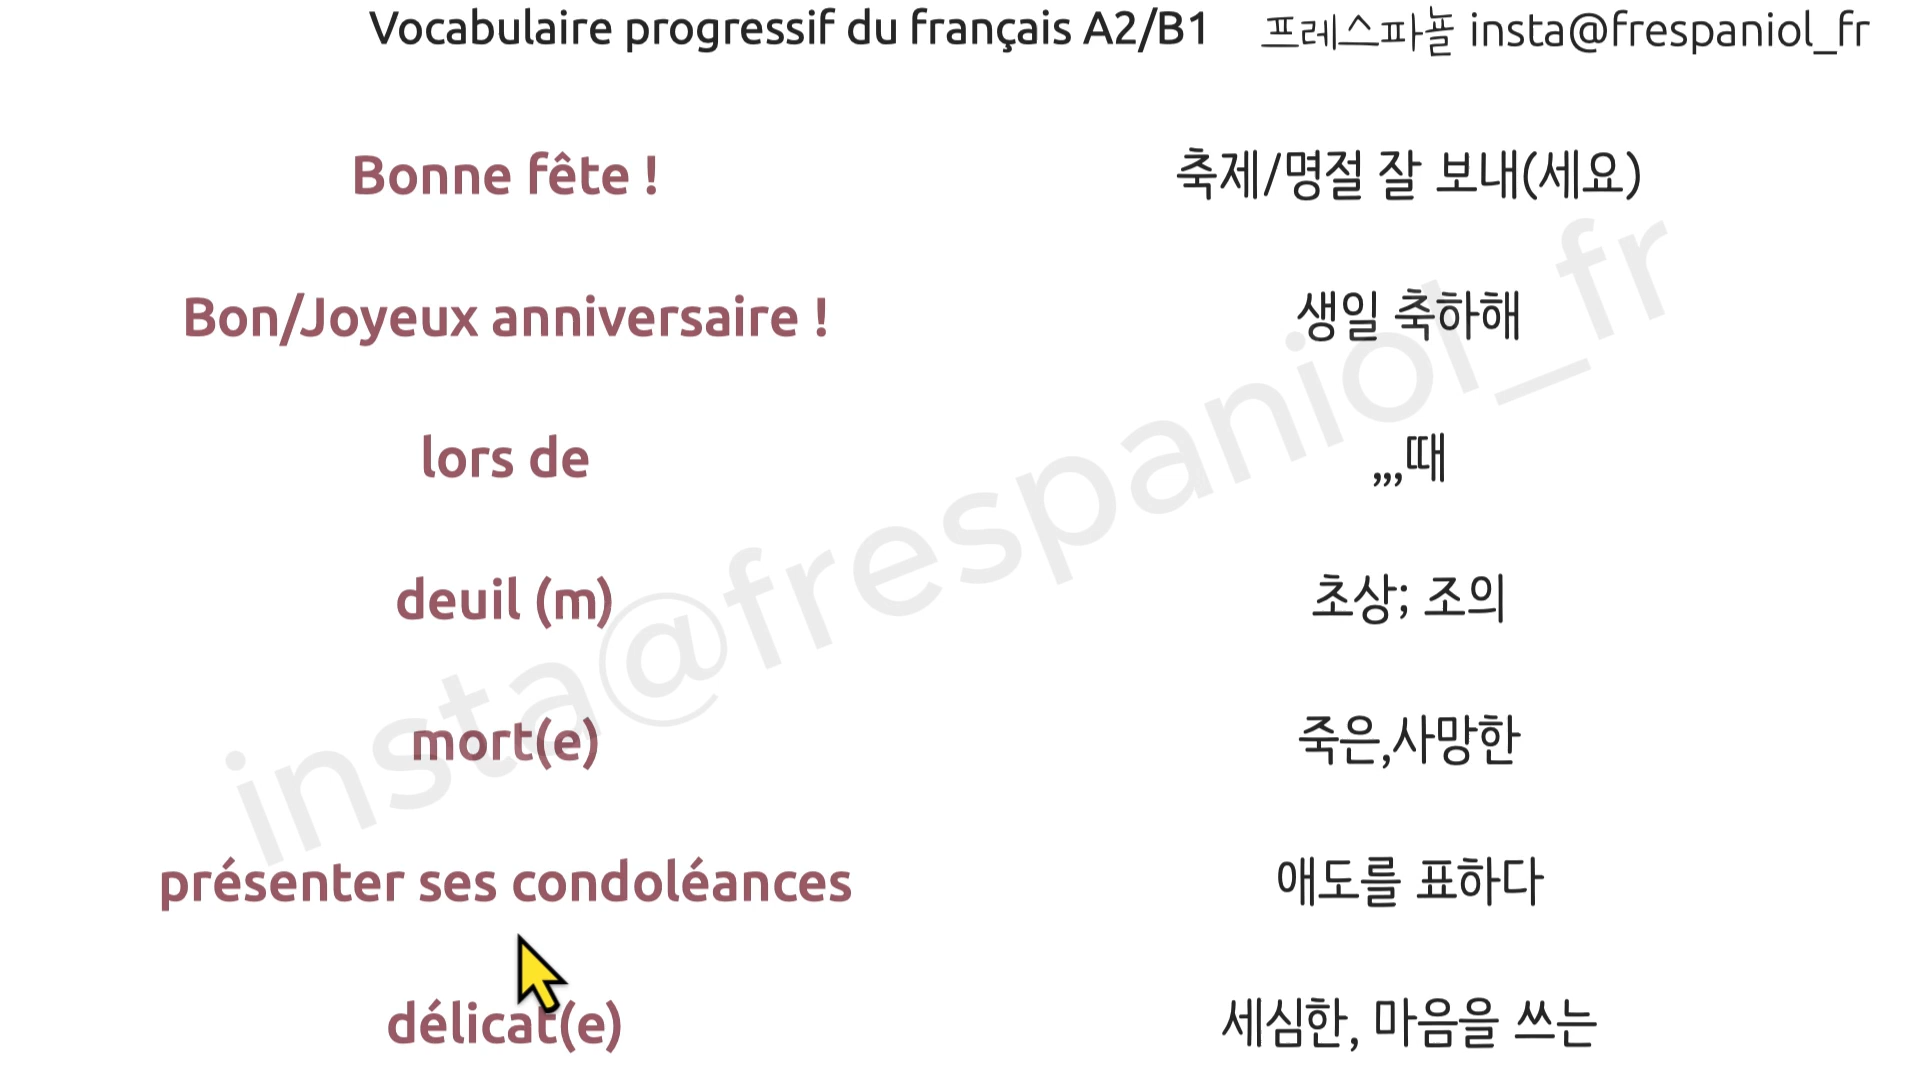 Vocabulaire progressif du français A2/B1 프레스파뇰 insta@frespaniol_fr
Bonne fête ! 축제/명절 잘 보내(세요)
Bon/Joyeux anniversaire ! 생일 축하해
lors de ,,,때
deuil (m) 초상; 조의
mort(e) 죽은,사망한
présenter ses condoléances 애도를 표하다
délicat(e) 세심한, 마음을 쓰는
insta@frespaniol_fr